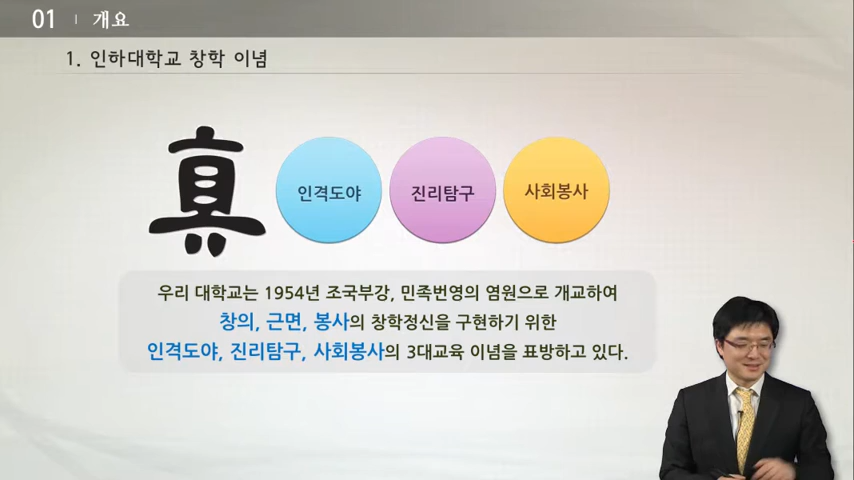 01 | 개요
1. 인하대학교 창학 이념
眞 인격도야 진리탐구 사회봉사
우리 대학교는 1954년 조국부강, 민족번영의 염원으로 개교하여
창의, 근면, 봉사의 창학정신을 구현하기 위한
인격도야, 진리탐구, 사회봉사의 3대교육 이념을 표방하고 있다.